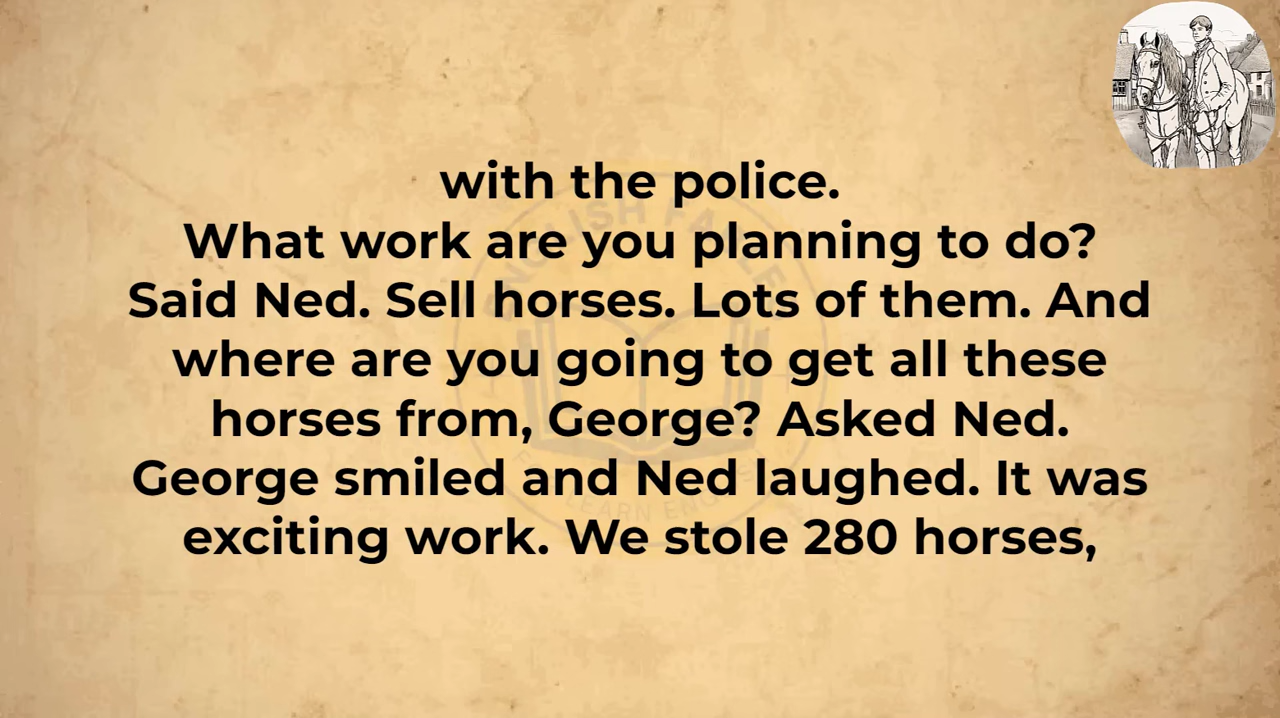 with the police.
What work are you planning to do?
Said Ned. Sell horses. Lots of them. And
where are you going to get all these
horses from, George? Asked Ned.
George smiled and Ned laughed. It was
exciting work. We stole 280 horses,